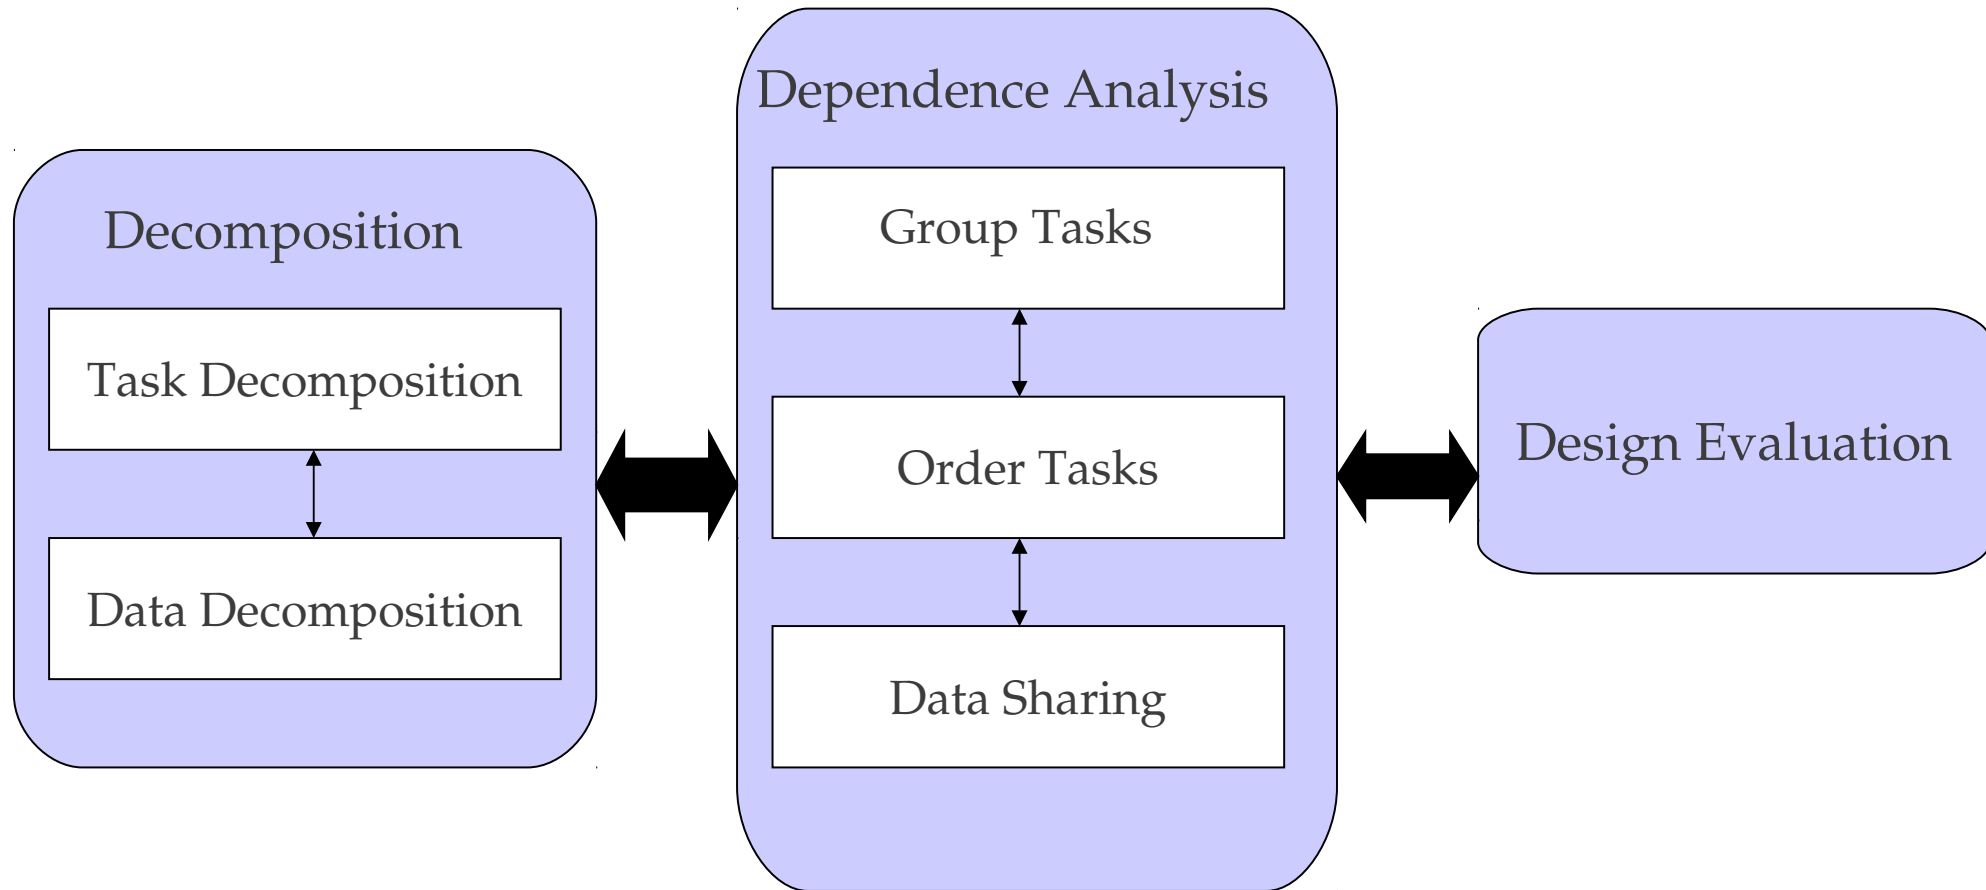 Decomposition
Task Decomposition
Data Decomposition
Dependence Analysis
Group Tasks
Order Tasks
Data Sharing
Design Evaluation